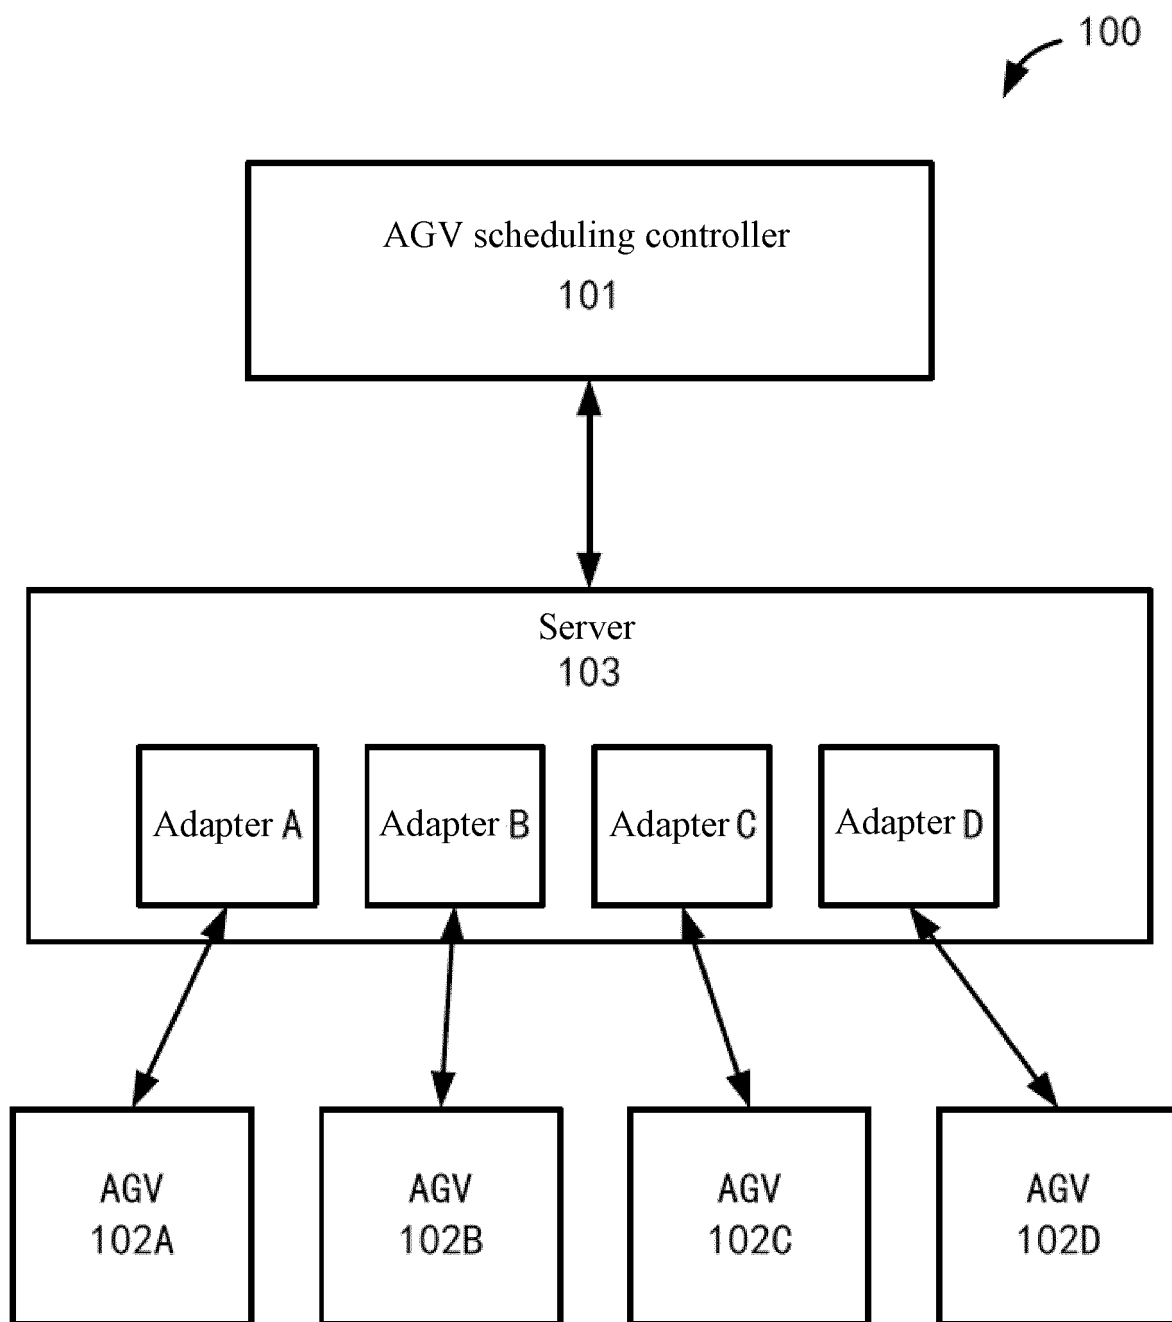 100
AGV scheduling controller
101
Server
103
Adapter A
Adapter B
Adapter C
Adapter D
AGV
102A
AGV
102B
AGV
102C
AGV
102D